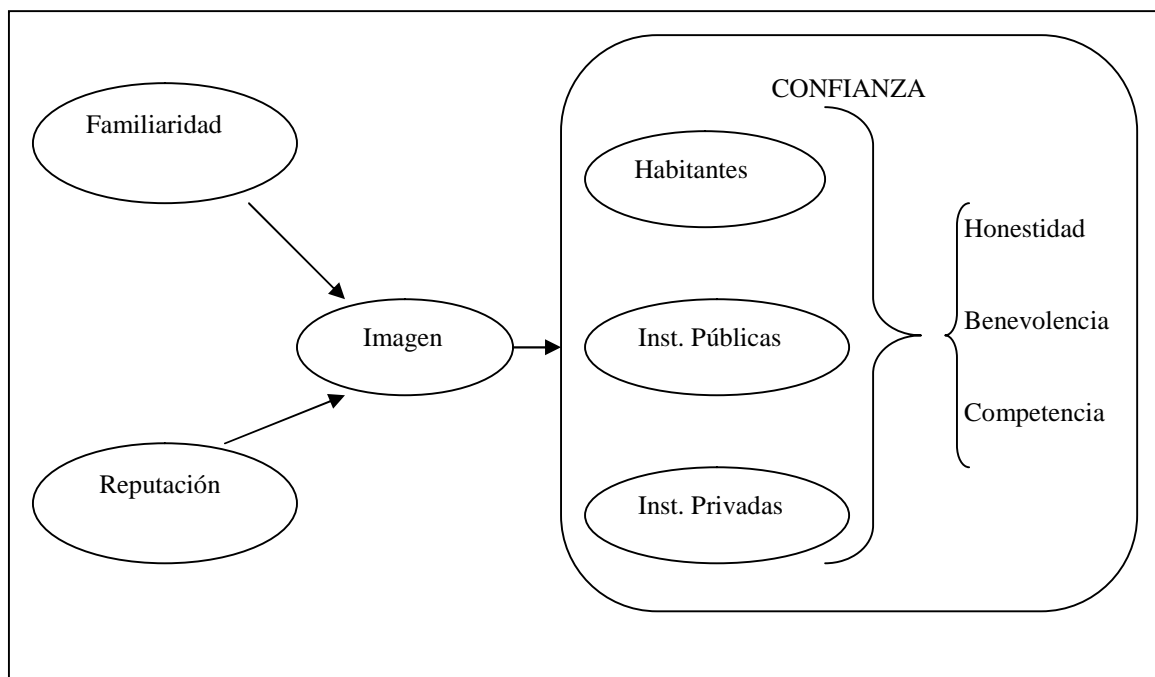 CONFIANZA
Familiaridad
Habitantes
Honestidad
Imagen
Inst. Públicas
Benevolencia
Competencia
Reputación
Inst. Privadas